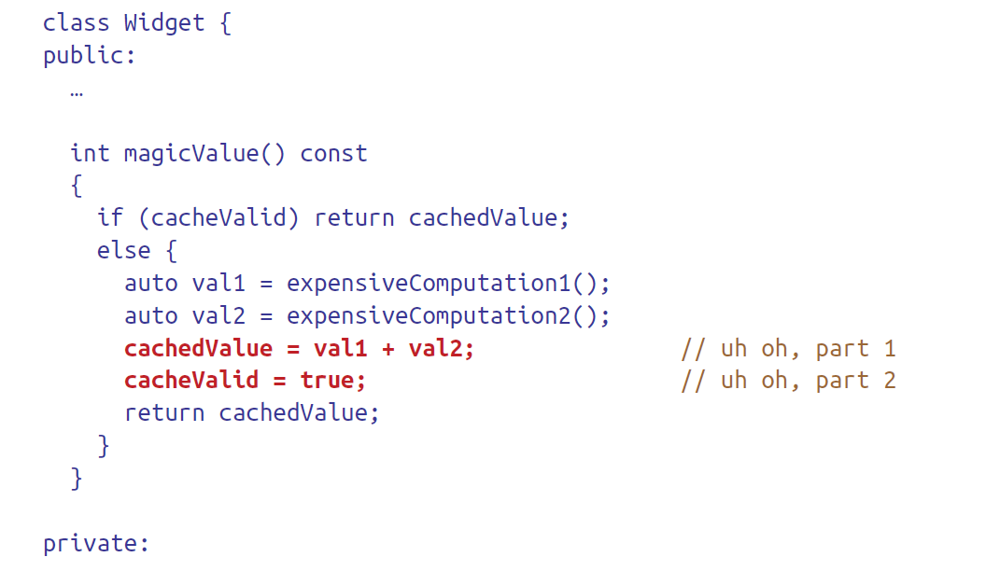 class Widget {
public:
  …
  int magicValue() const
  {
    if (cacheValid) return cachedValue;
    else {
      auto val1 = expensiveComputation1();
      auto val2 = expensiveComputation2();
      cachedValue = val1 + val2; // uh oh, part 1
      cacheValid = true; // uh oh, part 2
      return cachedValue;
    }
  }
private: